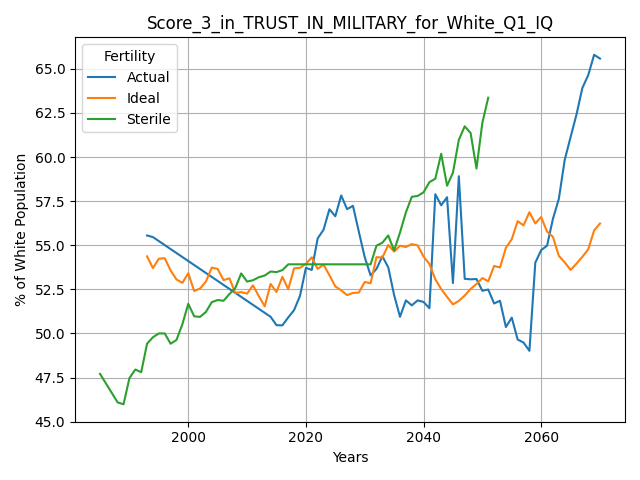 Score_3_in_TRUST_IN_MILITARY_for_White_Q1_IQ
Fertility
Actual
Ideal
Sterile
65.0
62.5
60.0
57.5
55.0
52.5
50.0
47.5
45.0
% of White Population
2000
2020
2040
2060
Years